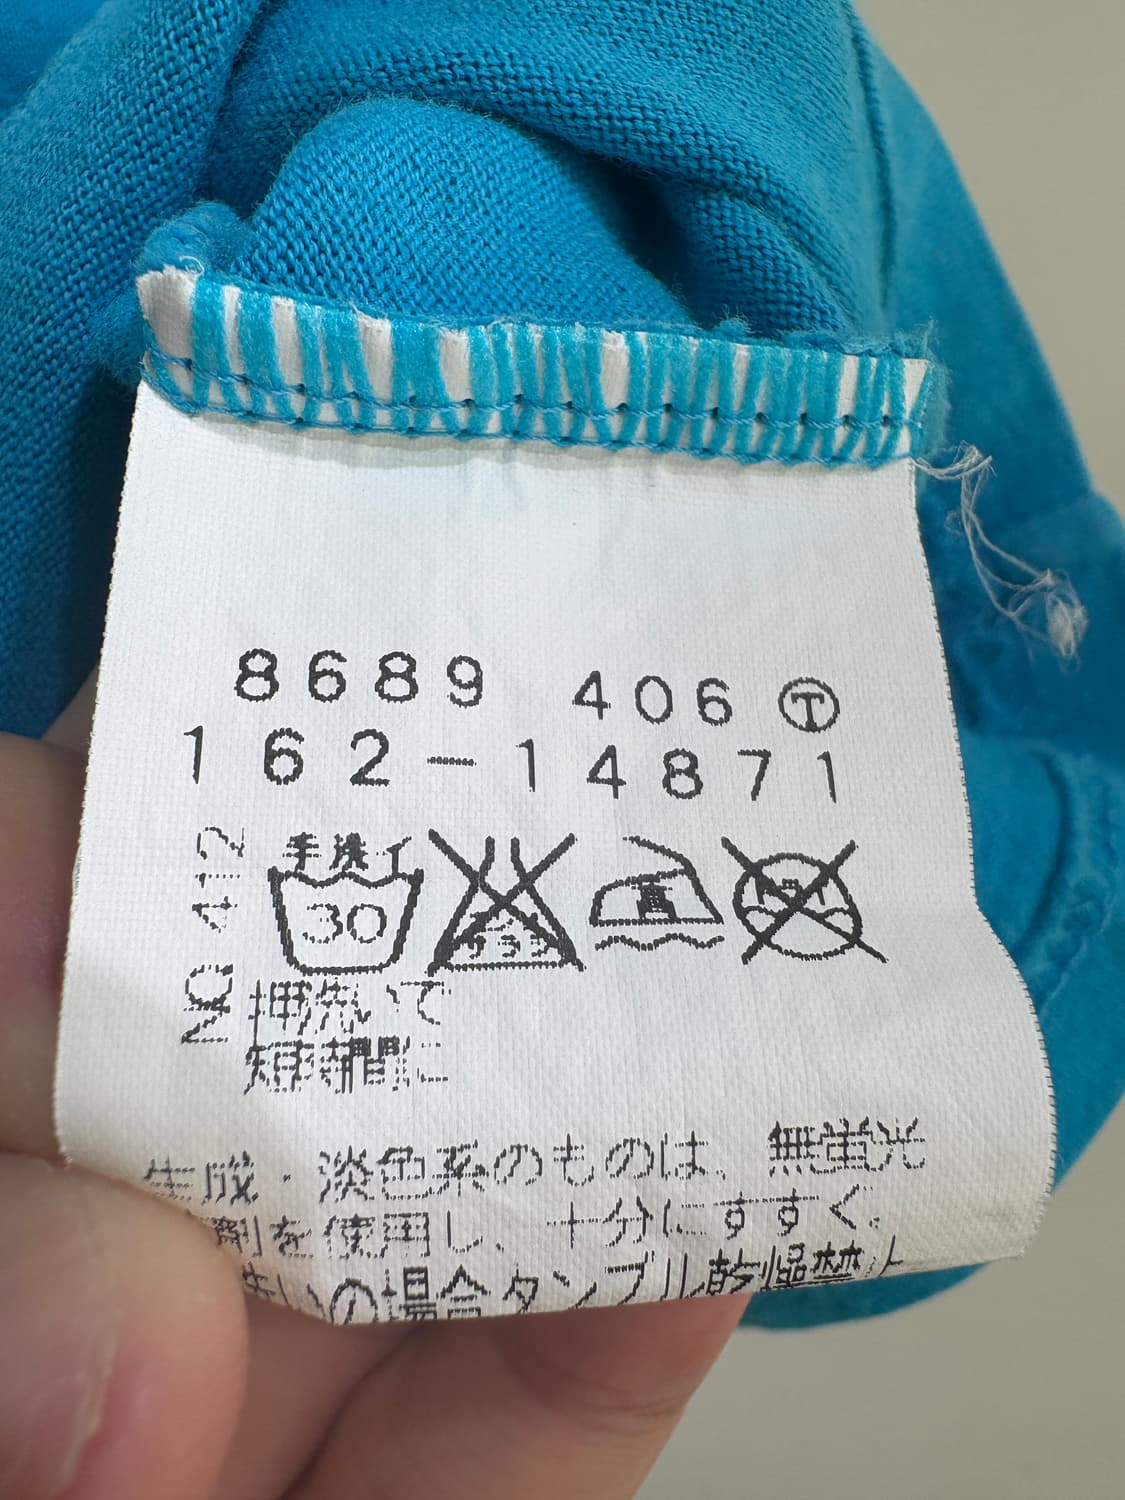 8689 406 Ⓣ
162-14871
NO 412
手洗イ
30
高
押洗いで
短時間に
生成・淡色系のものは、無蛍光
剤を使用し、十分にすすぐ。
の場合タンブル乾燥禁止